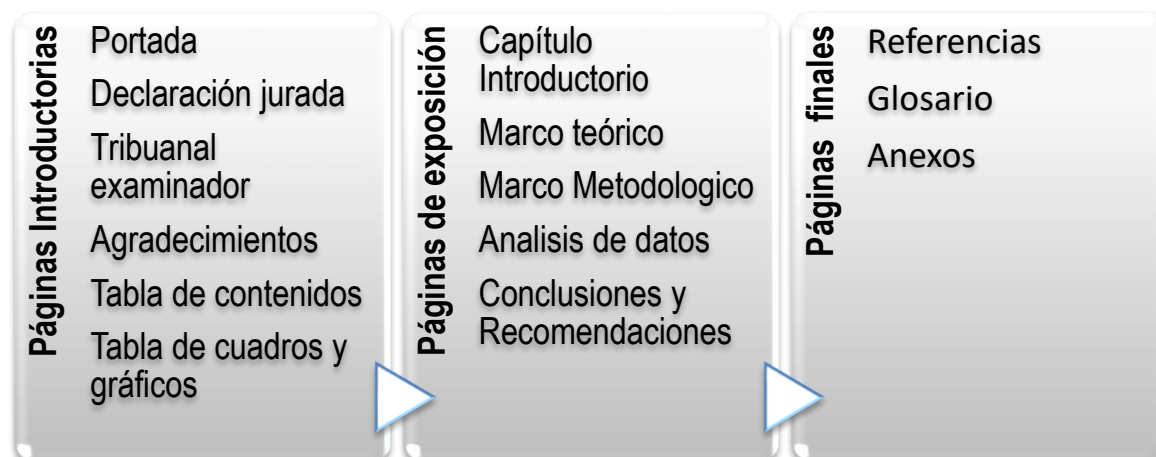 Páginas Introductorias
Portada
Declaración jurada
Tribuanal
examinador
Agradecimientos
Tabla de contenidos
Tabla de cuadros y
gráficos
Páginas de exposición
Capítulo
Introductorio
Marco teórico
Marco Metodologico
Analisis de datos
Conclusiones y
Recomendaciones
Páginas finales
Referencias
Glosario
Anexos